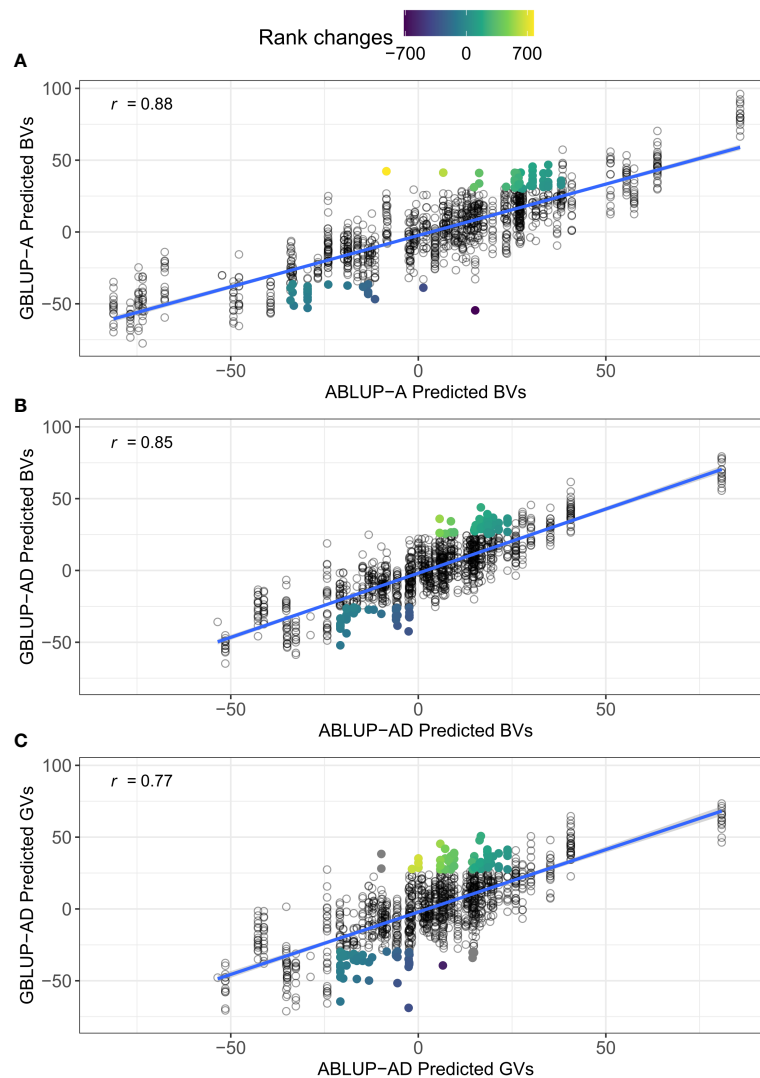 Rank changes
−700 0 700
A
100
50
0
−50
r = 0.88
GBLUP−A Predicted BVs
−50 0 50
ABLUP−A Predicted BVs
B
100
50
0
−50
r = 0.85
GBLUP−AD Predicted BVs
−50 0 50
ABLUP−AD Predicted BVs
C
100
50
0
−50
r = 0.77
GBLUP−AD Predicted GVs
−50 0 50
ABLUP−AD Predicted GVs